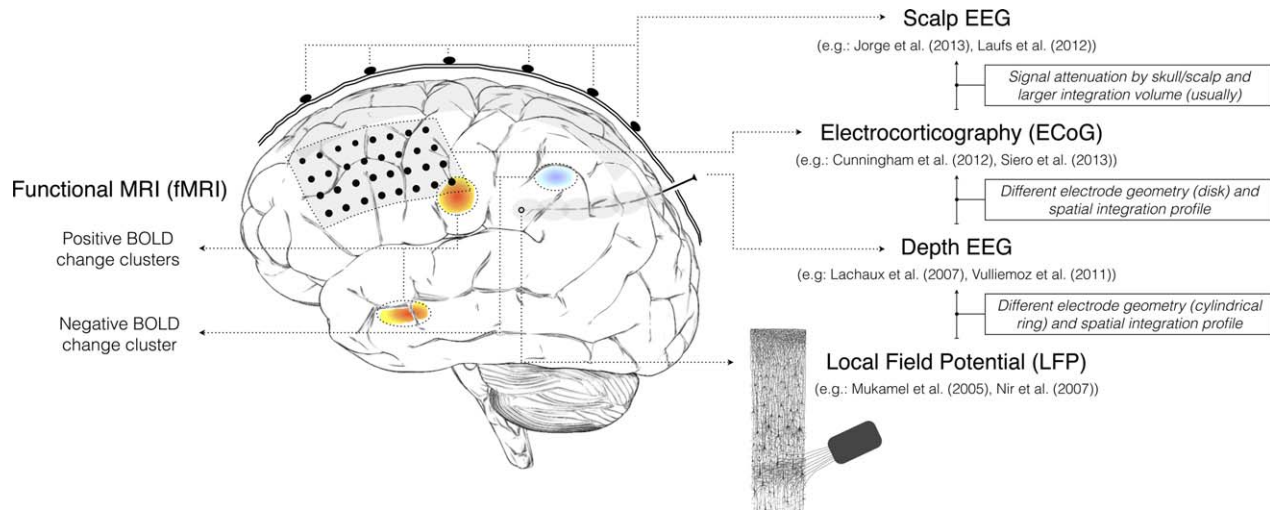 Scalp EEG
(e.g.: Jorge et al. (2013), Laufs et al. (2012))
Signal attenuation by skull/scalp and
larger integration volume (usually)
Electrocorticography (ECoG)
(e.g.: Cunningham et al. (2012), Siero et al. (2013))
Different electrode geometry (disk) and
spatial integration profile
Functional MRI (fMRI)
Positive BOLD
change clusters
Negative BOLD
change cluster
Depth EEG
(e.g: Lachaux et al. (2007), Vulliemoz et al. (2011))
Different electrode geometry (cylindrical
ring) and spatial integration profile
Local Field Potential (LFP)
(e.g.: Mukamel et al. (2005), Nir et al. (2007))